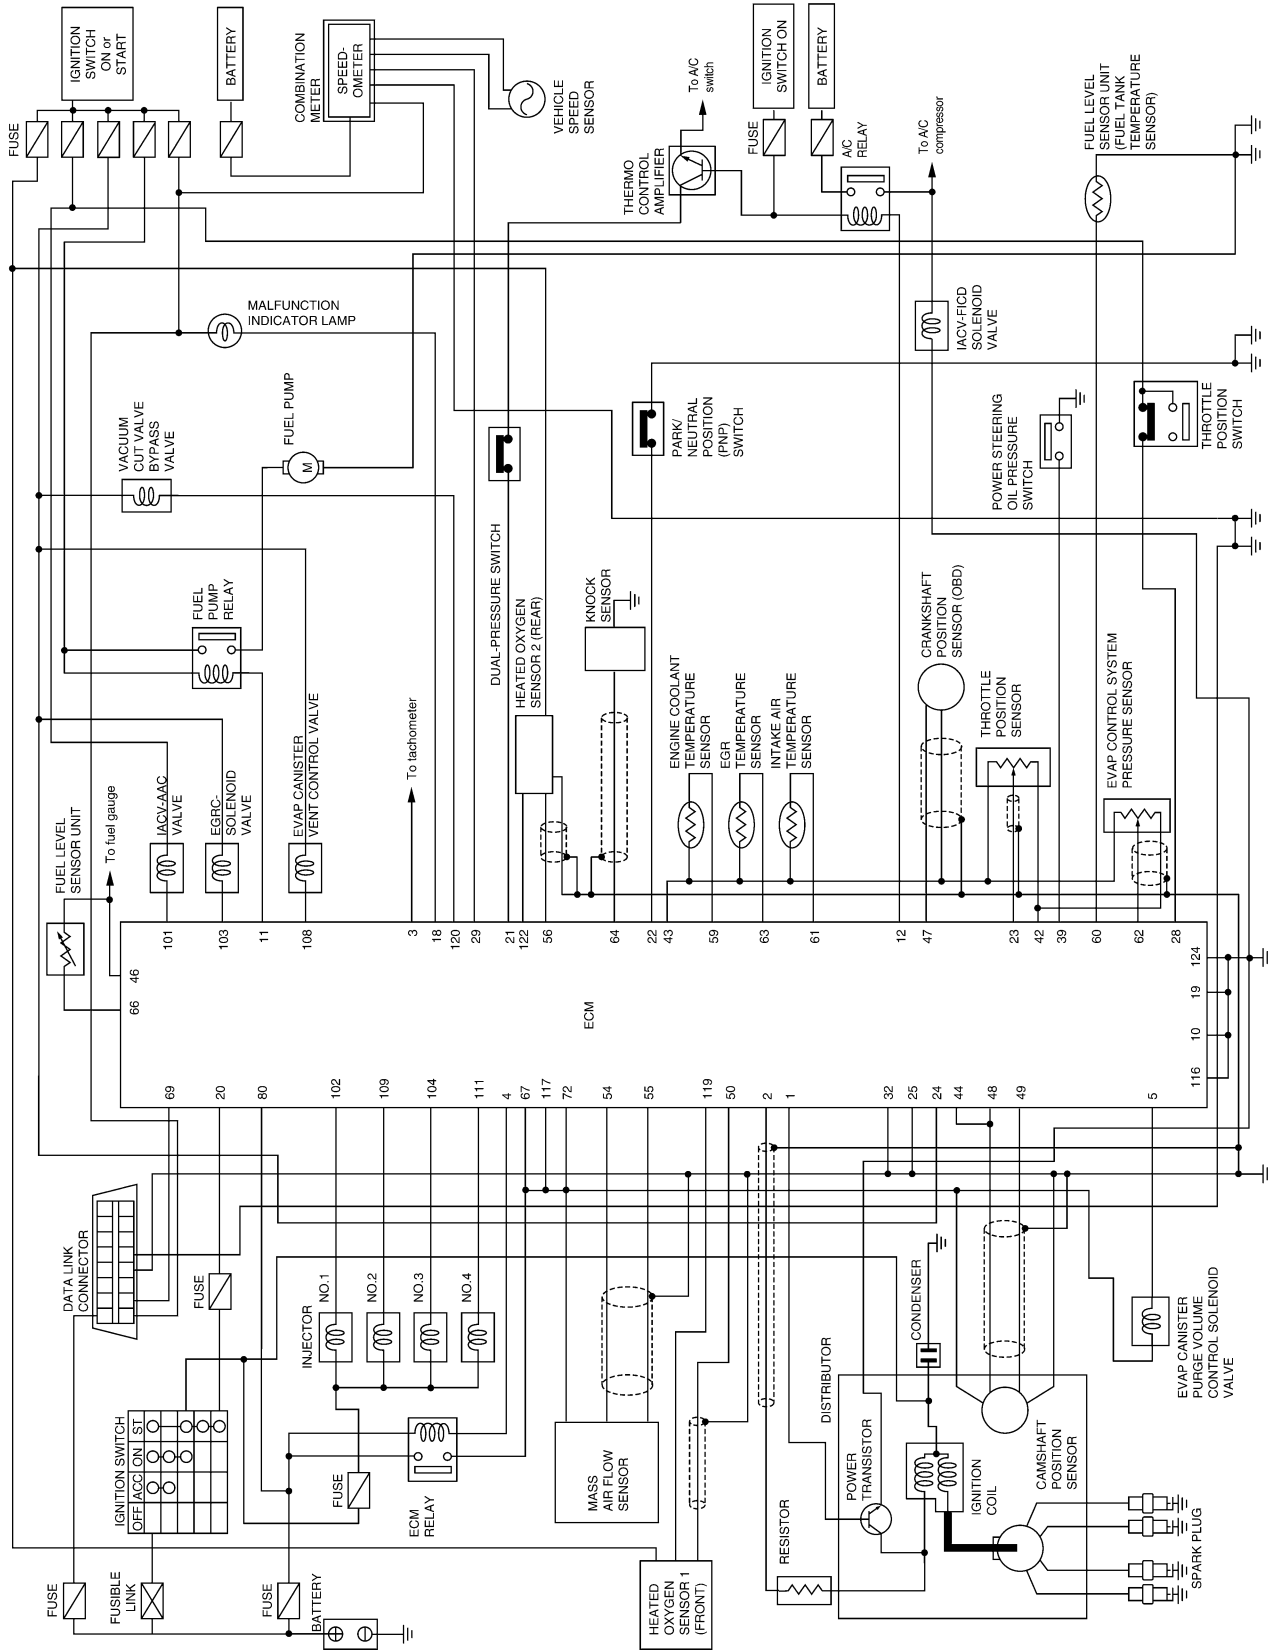 FUSE
IGNITION
SWITCH
ON or
START
BATTERY
COMBINATION
METER
SPEED-
OMETER
VEHICLE
SPEED
SENSOR
To A/C
switch
THERMO
CONTROL
AMPLIFIER
IGNITION
SWITCH ON
BATTERY
FUSE
A/C
RELAY
To A/C
compressor
FUEL LEVEL
SENSOR UNIT
(FUEL TANK
TEMPERATURE
SENSOR)
MALFUNCTION
INDICATOR LAMP
IACV-FICD
SOLENOID
VALVE
VACUUM
CUT VALVE
BYPASS
VALVE
FUEL PUMP
M
PARK/
NEUTRAL
POSITION
(PNP)
SWITCH
POWER STEERING
OIL PRESSURE
SWITCH
THROTTLE
POSITION
SWITCH
FUEL
PUMP
RELAY
DUAL-PRESSURE SWITCH
HEATED OXYGEN
SENSOR 2 (REAR)
KNOCK
SENSOR
CRANKSHAFT
POSITION
SENSOR (OBD)
THROTTLE
POSITION
SENSOR
EVAP CONTROL SYSTEM
PRESSURE SENSOR
ENGINE COOLANT
TEMPERATURE
SENSOR
EGR
TEMPERATURE
SENSOR
INTAKE AIR
TEMPERATURE
SENSOR
FUEL LEVEL
SENSOR UNIT
To fuel gauge
IACV-AAC
VALVE
EGRC-
SOLENOID
VALVE
EVAP CANISTER
VENT CONTROL VALVE
To tachometer
101
103
11
108
3
18
120
29
21
122
56
64
22
43
59
63
61
12
47
23
42
39
60
62
28
46
66
ECM
124
19
10
116
69
20
80
102
109
104
111
4
67
117
72
54
55
119
50
2
1
32
25
24
44
48
49
5
DATA LINK
CONNECTOR
FUSE
INJECTOR
NO.1
NO.2
NO.3
NO.4
CONDENSER
EVAP CANISTER
PURGE VOLUME
CONTROL SOLENOID
VALVE
IGNITION SWITCH
OFF
ACC
ON
ST
FUSE
ECM
RELAY
MASS
AIR FLOW
SENSOR
DISTRIBUTOR
POWER
TRANSISTOR
IGNITION
COIL
CAMSHAFT
POSITION
SENSOR
RESISTOR
SPARK PLUG
FUSE
FUSIBLE
LINK
FUSE
BATTERY
HEATED
OXYGEN
SENSOR 1
(FRONT)